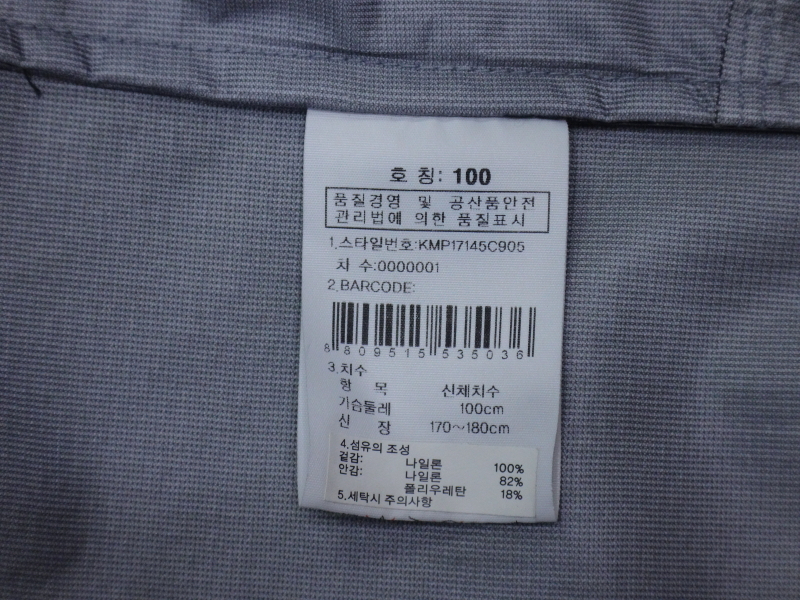 호 칭: 100
품질경영 및 공산품안전
관리법에 의한 품질표시
1.스타일번호:KMP17145C905
차 수:0000001
2.BARCODE:
8 809515 535036
3.치수
항 목 신체치수
가슴둘레 100cm
신 장 170~180cm
4.섬유의 조성
겉감: 나일론 100%
안감: 나일론 82%
폴리우레탄 18%
5.세탁시 주의사항